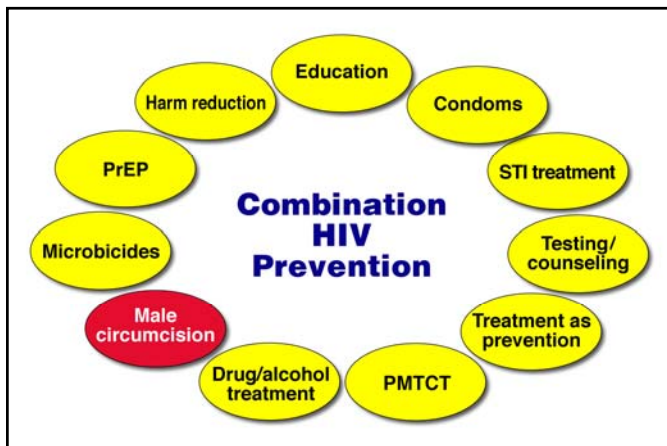 Education
Condoms
STI treatment
Testing/
counseling
Treatment as
prevention
PMTCT
Drug/alcohol
treatment
Male
circumcision
Microbicides
PrEP
Harm reduction
Combination
HIV
Prevention